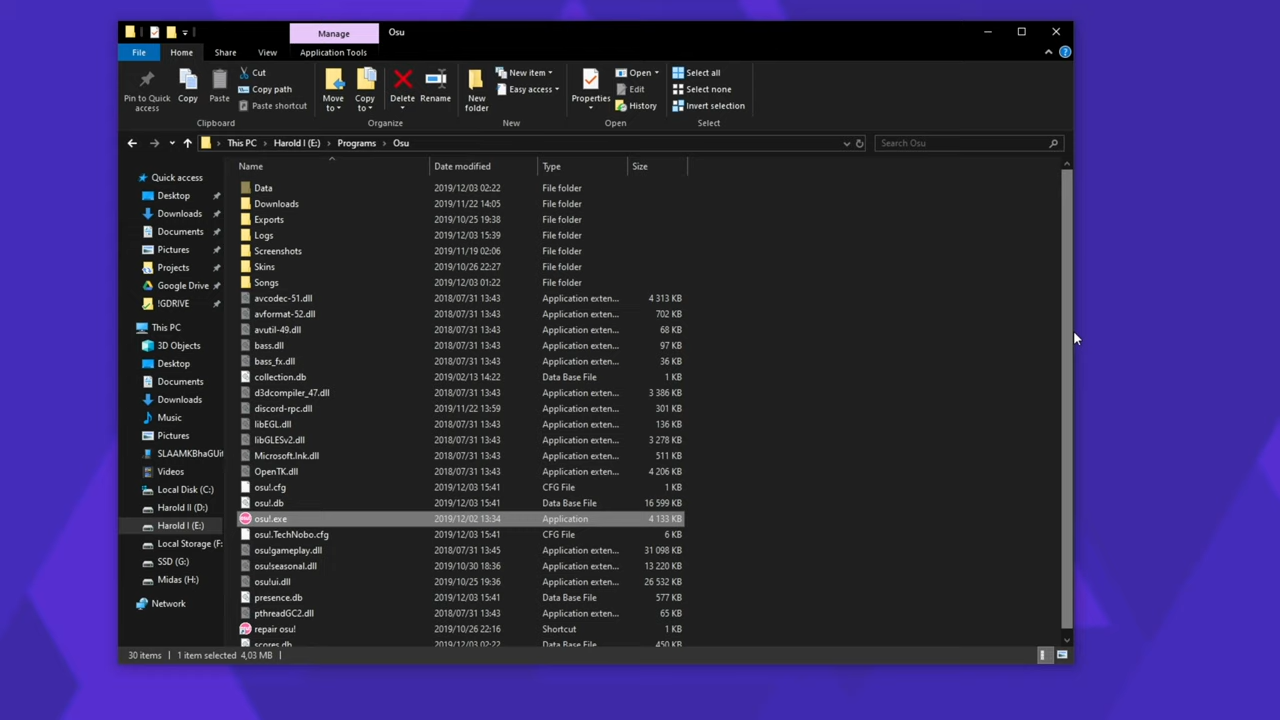 Manage
Osu
File
Home
Share
View
Application Tools
Pin to Quick access
Copy
Paste
Cut
Copy path
Paste shortcut
Clipboard
Move to
Copy to
Delete
Rename
Organize
New folder
New item
Easy access
New
Properties
Open
Edit
History
Open
Select all
Select none
Invert selection
Select
This PC > Harold I (E:) > Programs > Osu
Search Osu
Name Date modified Type Size
Quick access
Desktop
Downloads
Documents
Pictures
Projects
Google Drive
!GDRIVE
This PC
3D Objects
Desktop
Documents
Downloads
Music
Pictures
SLAAMKBhaGUit
Videos
Local Disk (C:)
Harold II (D:)
Harold I (E:)
Local Storage (F:
SSD (G:)
Midas (H:)
Network
Data 2019/12/03 02:22 File folder
Downloads 2019/11/22 14:05 File folder
Exports 2019/10/25 19:38 File folder
Logs 2019/12/03 15:39 File folder
Screenshots 2019/11/19 02:06 File folder
Skins 2019/10/26 22:27 File folder
Songs 2019/12/03 01:22 File folder
avcodec-51.dll 2018/07/31 13:43 Application exten... 4 313 KB
avformat-52.dll 2018/07/31 13:43 Application exten... 702 KB
avutil-49.dll 2018/07/31 13:43 Application exten... 68 KB
bass.dll 2018/07/31 13:43 Application exten... 97 KB
bass_fx.dll 2018/07/31 13:43 Application exten... 36 KB
collection.db 2019/02/13 14:22 Data Base File 1 KB
d3dcompiler_47.dll 2018/07/31 13:43 Application exten... 3 386 KB
discord-rpc.dll 2019/11/22 13:59 Application exten... 301 KB
libEGL.dll 2018/07/31 13:43 Application exten... 136 KB
libGLESv2.dll 2018/07/31 13:43 Application exten... 3 278 KB
Microsoft.Ink.dll 2018/07/31 13:43 Application exten... 511 KB
OpenTK.dll 2018/07/31 13:43 Application exten... 4 206 KB
osu!.cfg 2019/12/03 15:41 CFG File 1 KB
osu!.db 2019/12/03 15:41 Data Base File 16 599 KB
osu!.exe 2019/12/02 13:34 Application 4 133 KB
osu!.TechNobo.cfg 2019/12/03 15:41 CFG File 6 KB
osu!gameplay.dll 2018/07/31 13:45 Application exten... 31 098 KB
osu!seasonal.dll 2019/10/30 18:36 Application exten... 13 220 KB
osu!ui.dll 2019/10/25 19:36 Application exten... 26 532 KB
presence.db 2019/12/03 15:41 Data Base File 577 KB
pthreadGC2.dll 2018/07/31 13:43 Application exten... 65 KB
repair osu! 2019/10/26 22:16 Shortcut 1 KB
scores.db 2019/12/03 02:22 Data Base File 450 KB
30 items 1 item selected 4,03 MB